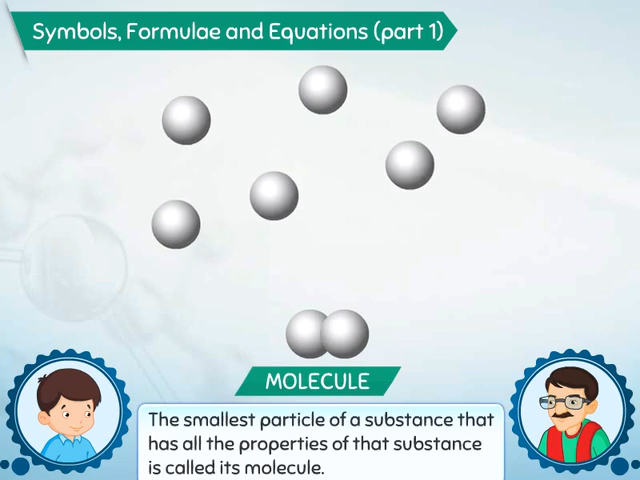 Symbols, Formulae and Equations (part 1)
MOLECULE
The smallest particle of a substance that
has all the properties of that substance
is called its molecule.